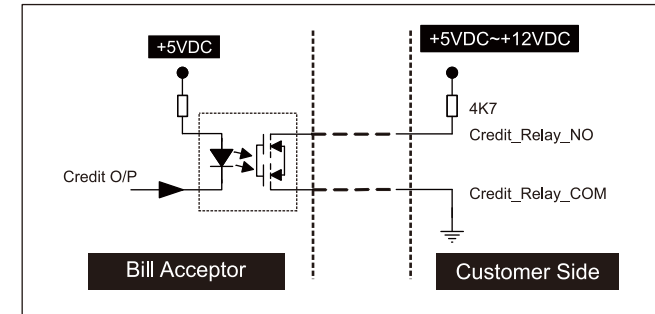 +5VDC
+5VDC~+12VDC
4K7
Credit_Relay_NO
Credit O/P
Credit_Relay_COM
Bill Acceptor
Customer Side